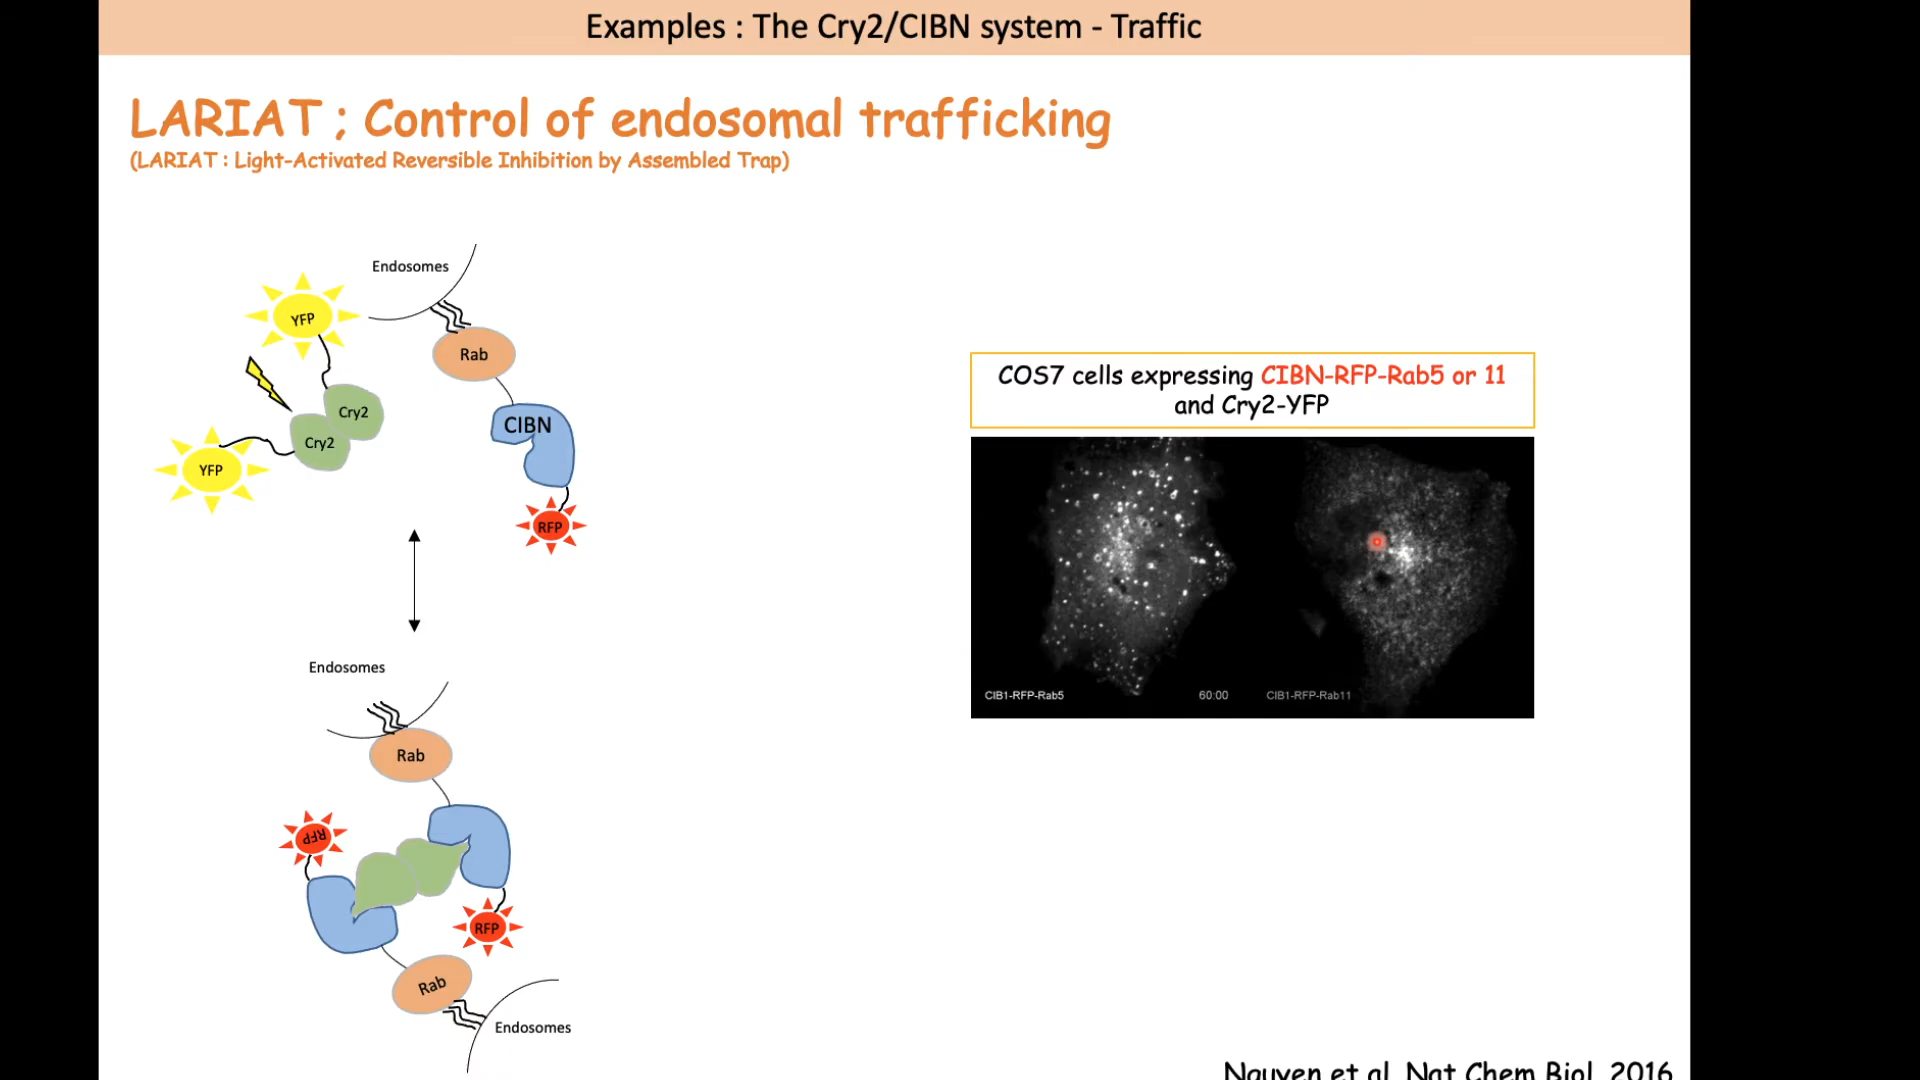 Examples : The Cry2/CIBN system - Traffic
LARIAT ; Control of endosomal trafficking
(LARIAT : Light-Activated Reversible Inhibition by Assembled Trap)
Endosomes
YFP
Rab
Cry2
CIBN
Cry2
YFP
RFP
COS7 cells expressing CIBN-RFP-Rab5 or 11
and Cry2-YFP
CIB1-RFP-Rab5 60:00 CIB1-RFP-Rab11
Endosomes
Rab
RFP
RFP
Rab
Endosomes
Nguyen et al. Nat Chem Biol. 2016